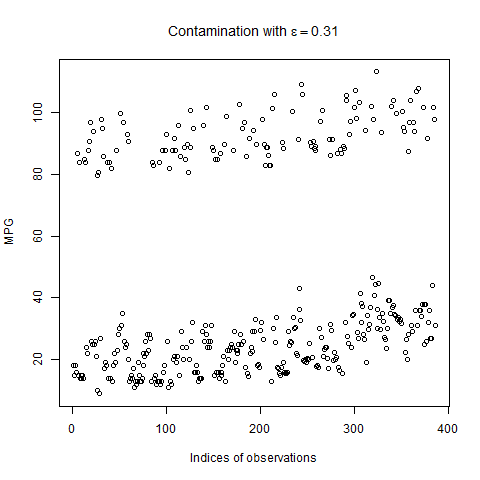 Contamination with ε = 0.31
MPG
100
80
60
40
20
0 100 200 300 400
Indices of observations